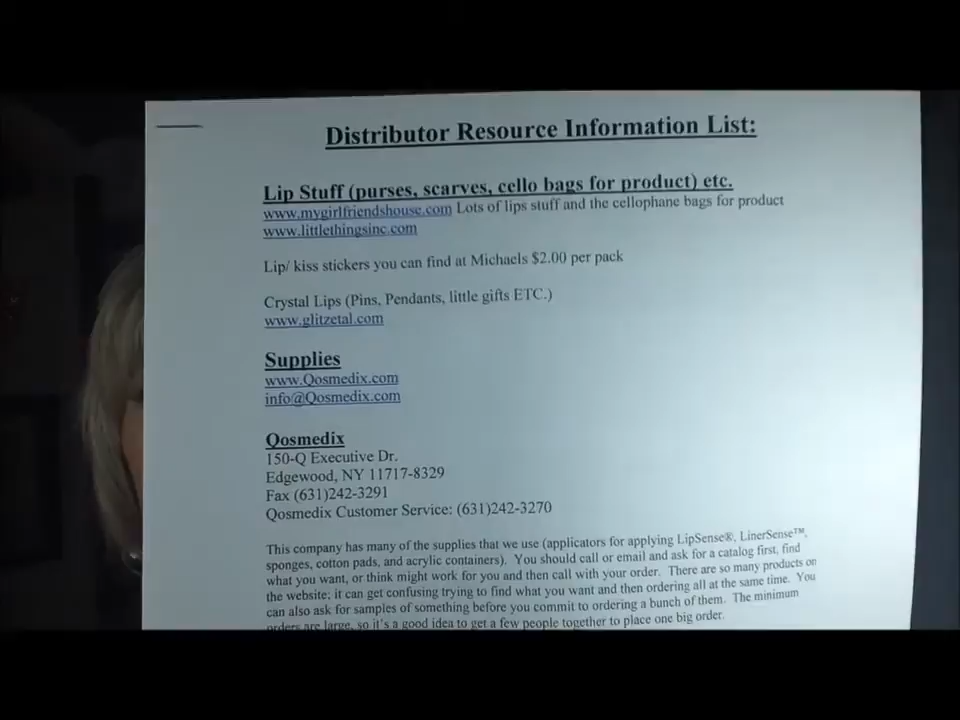 Distributor Resource Information List:
Lip Stuff (purses, scarves, cello bags for product) etc.
www.mygirlfriendshouse.com Lots of lips stuff and the cellophane bags for product
www.littlethingsinc.com
Lip/ kiss stickers you can find at Michaels $2.00 per pack
Crystal Lips (Pins, Pendants, little gifts ETC.)
www.glitzetal.com
Supplies
www.Qosmedix.com
info@Qosmedix.com
Qosmedix
150-Q Executive Dr.
Edgewood, NY 11717-8329
Fax (631)242-3291
Qosmedix Customer Service: (631)242-3270
This company has many of the supplies that we use (applicators for applying LipSense®, LinerSense™,
sponges, cotton pads, and acrylic containers). You should call or email and ask for a catalog first, find
what you want, or think might work for you and then call with your order. There are so many products on
the website; it can get confusing trying to find what you want and then ordering all at the same time. You
can also ask for samples of something before you commit to ordering a bunch of them. The minimum
orders are large, so it's a good idea to get a few people together to place one big order.